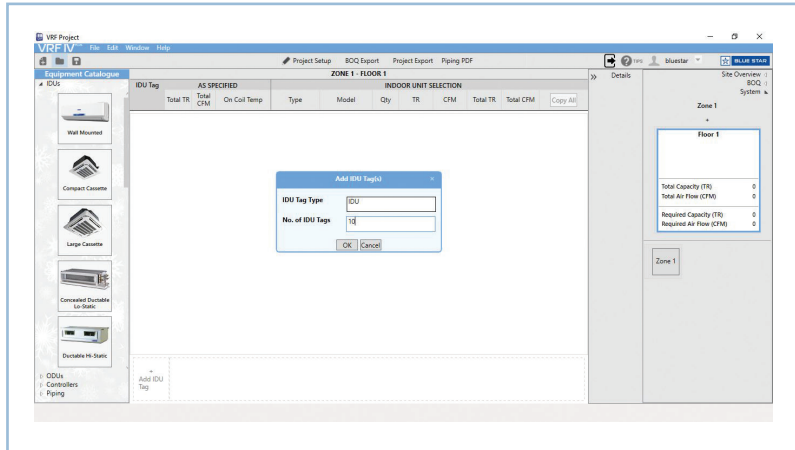 VRF Project
VRF IV File Edit Window Help
Project Setup BOQ Export Project Export Piping PDF
TIPS bluestar BLUE STAR
Equipment Catalogue
IDUs
Wall Mounted
Compact Cassette
Large Cassette
Concealed Ductable
Lo-Static
Ductable Hi-Static
ODUs
Controllers
Piping
ZONE 1 - FLOOR 1
IDU Tag AS SPECIFIED INDOOR UNIT SELECTION
Total TR Total CFM On Coil Temp Type Model Qty TR CFM Total TR Total CFM Copy All
Add IDU Tag(s) ×
IDU Tag Type IDU
No. of IDU Tags 10
OK Cancel
+
Add IDU
Tag
» Details
Site Overview
BOQ
System
Zone 1
+
Floor 1
Total Capacity (TR) 0
Total Air Flow (CFM) 0
Required Capacity (TR) 0
Required Air Flow (CFM) 0
Zone 1